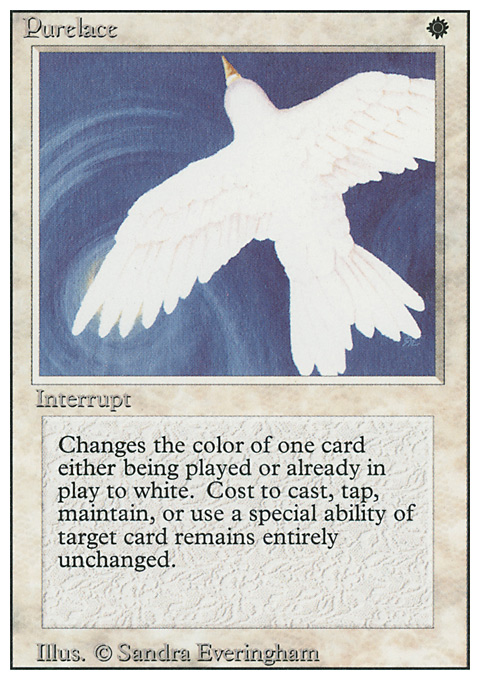 Purelace
Interrupt
Changes the color of one card
either being played or already in
play to white. Cost to cast, tap,
maintain, or use a special ability of
target card remains entirely
unchanged.
Illus. © Sandra Everingham